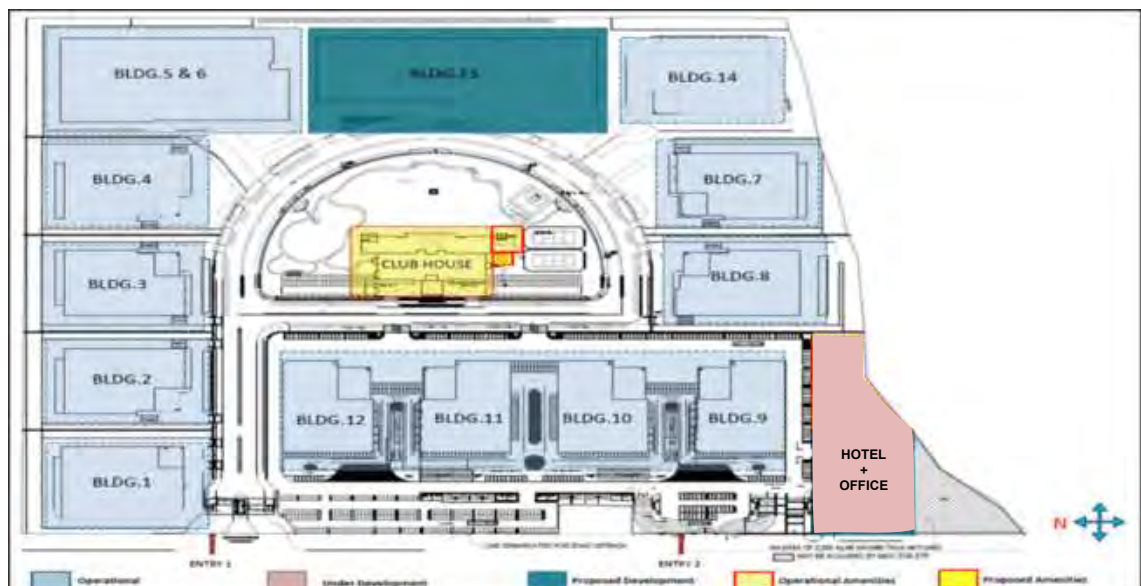 BLDG.5 & 6
BLDG.14
BLDG.4
BLDG.7
CLUB HOUSE
BLDG.3
BLDG.8
BLDG.2
BLDG.12
BLDG.11
BLDG.10
BLDG.9
BLDG.1
HOTEL
+
OFFICE
N
ENTRY 1
ENTRY 2
Operational
Under Development
Proposed Development
Operational Amenities
Proposed Amenities